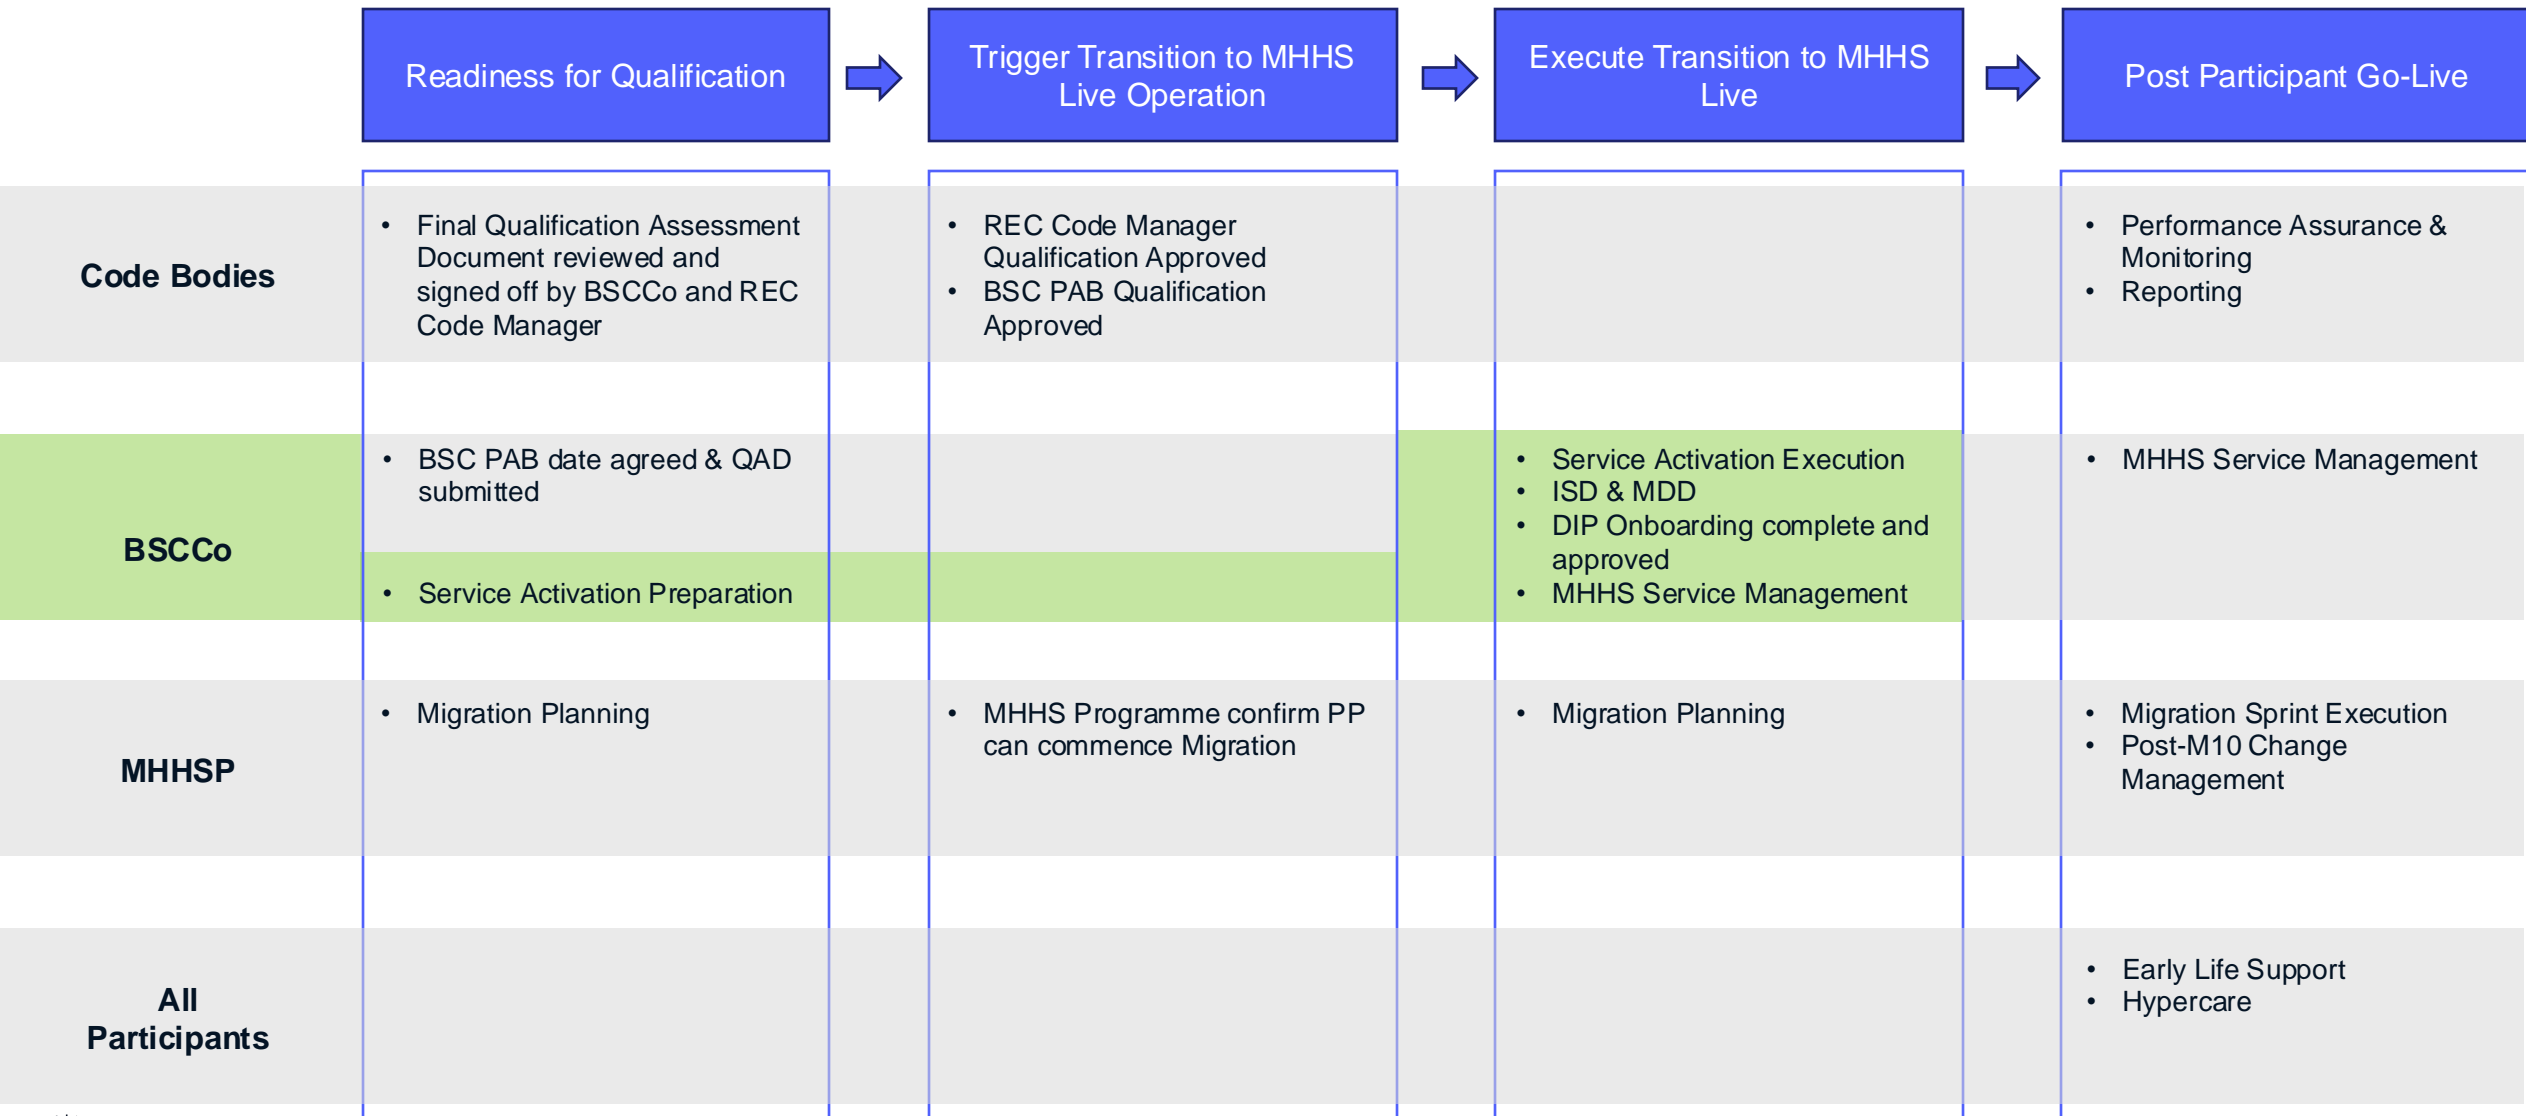 Readiness for Qualification
Trigger Transition to MHHS
Live Operation
Execute Transition to MHHS
Live
Post Participant Go-Live
Code Bodies
• Final Qualification Assessment
Document reviewed and
signed off by BSCCo and REC
Code Manager
• REC Code Manager
Qualification Approved
• BSC PAB Qualification
Approved
• Performance Assurance &
Monitoring
• Reporting
BSCCo
• BSC PAB date agreed & QAD
submitted
• Service Activation Preparation
• Service Activation Execution
• ISD & MDD
• DIP Onboarding complete and
approved
• MHHS Service Management
• MHHS Service Management
MHHSP
• Migration Planning
• MHHS Programme confirm PP
can commence Migration
• Migration Planning
• Migration Sprint Execution
• Post-M10 Change
Management
All
Participants
• Early Life Support
• Hypercare